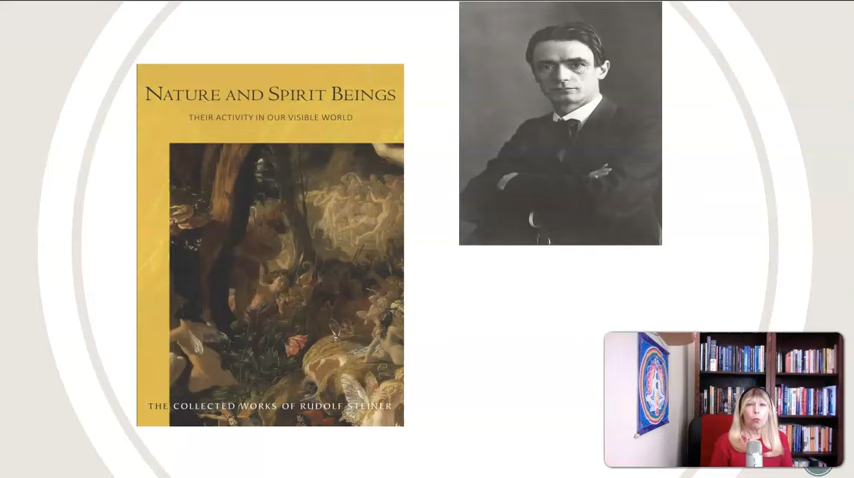 NATURE AND SPIRIT BEINGS
THEIR ACTIVITY IN OUR VISIBLE WORLD
THE COLLECTED WORKS OF RUDOLF STEINER